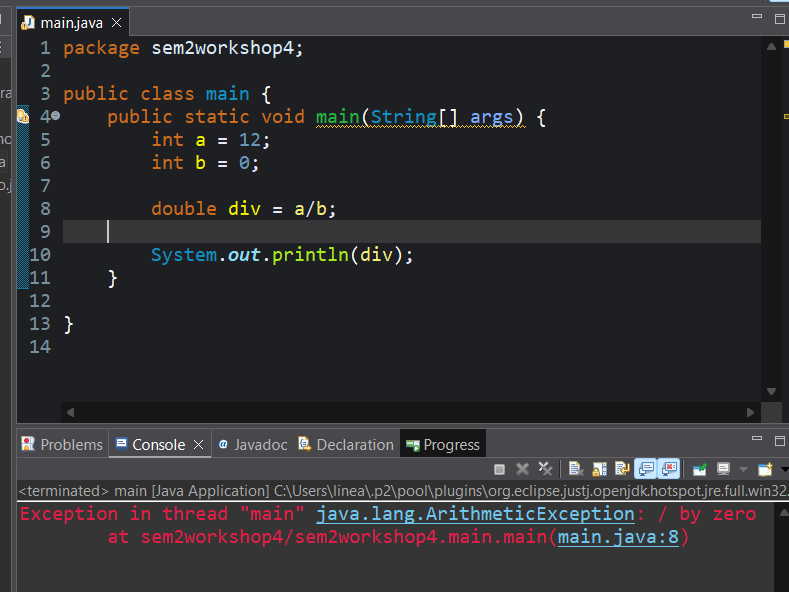 main.java
1 package sem2workshop4;
2
3 public class main {
4 public static void main(String[] args) {
5 int a = 12;
6 int b = 0;
7
8 double div = a/b;
9
10 System.out.println(div);
11 }
12
13 }
14
Problems Console Javadoc Declaration Progress
<terminated> main [Java Application] C:\Users\linea\.p2\pool\plugins\org.eclipse.justj.openjdk.hotspot.jre.full.win32.
Exception in thread "main" java.lang.ArithmeticException: / by zero
at sem2workshop4/sem2workshop4.main.main(main.java:8)